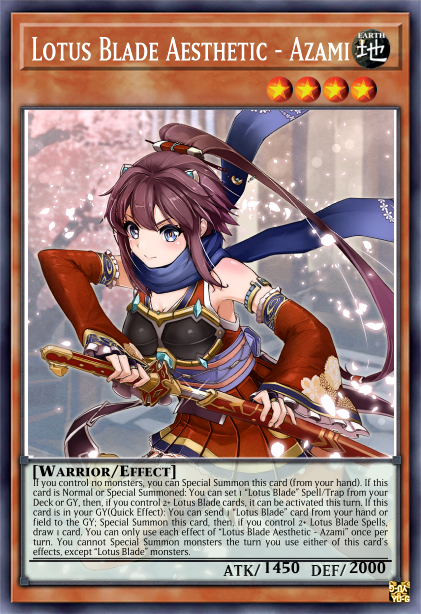 Lotus Blade Aesthetic - Azami
EARTH
地
[Warrior/Effect]
If you control no monsters, you can Special Summon this card (from your hand). If this
card is Normal or Special Summoned: You can set 1 “Lotus Blade” Spell/Trap from your
Deck or GY, then, if you control 2+ Lotus Blade cards, it can be activated this turn. If this
card is in your GY(Quick Effect): You can send 1 “Lotus Blade” card from your hand or
field to the GY; Special Summon this card, then, if you control 2+ Lotus Blade Spells,
draw 1 card. You can only use each effect of “Lotus Blade Aesthetic - Azami” once per
turn. You cannot Special Summon monsters the turn you use either of this card's
effects, except “Lotus Blade” monsters.
ATK/ 1450 DEF/ 2000